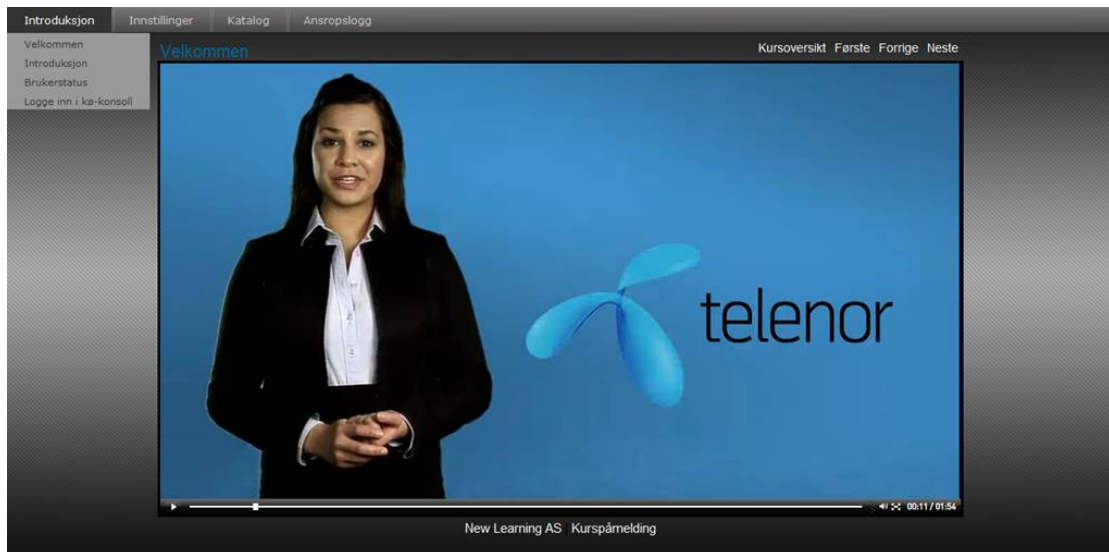 Introduksjon Innstillinger Katalog Ansropslogg
Velkommen
Introduksjon
Brukerstatus
Logge inn i kø-konsoll
Velkommen
Kursoversikt Første Forrige Neste
telenor
00:11 / 01:54
New Learning AS | Kurspåmelding